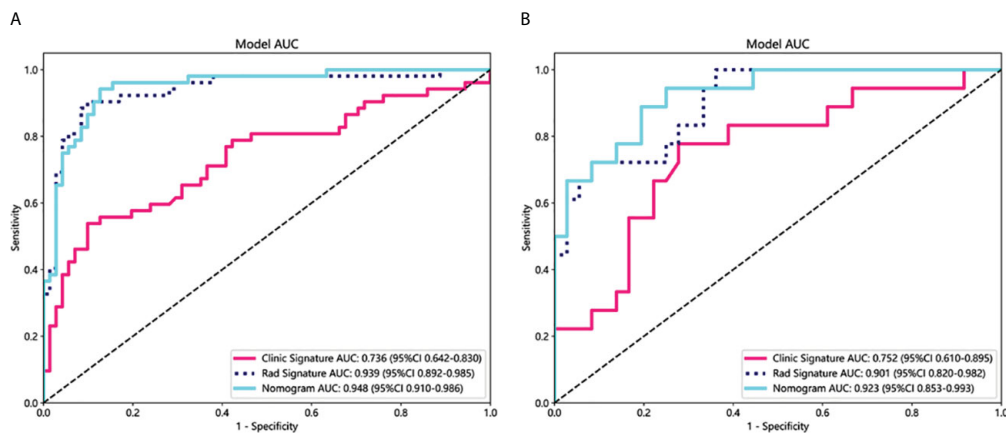 A
Model AUC
1.0
0.8
0.6
0.4
0.2
0.0
Sensitivity
0.0 0.2 0.4 0.6 0.8 1.0
1 - Specificity
Clinic Signature AUC: 0.736 (95%CI 0.642-0.830)
Rad Signature AUC: 0.939 (95%CI 0.892-0.985)
Nomogram AUC: 0.948 (95%CI 0.910-0.986)
B
Model AUC
1.0
0.8
0.6
0.4
0.2
0.0
Sensitivity
0.0 0.2 0.4 0.6 0.8 1.0
1 - Specificity
Clinic Signature AUC: 0.752 (95%CI 0.610-0.895)
Rad Signature AUC: 0.901 (95%CI 0.820-0.982)
Nomogram AUC: 0.923 (95%CI 0.853-0.993)